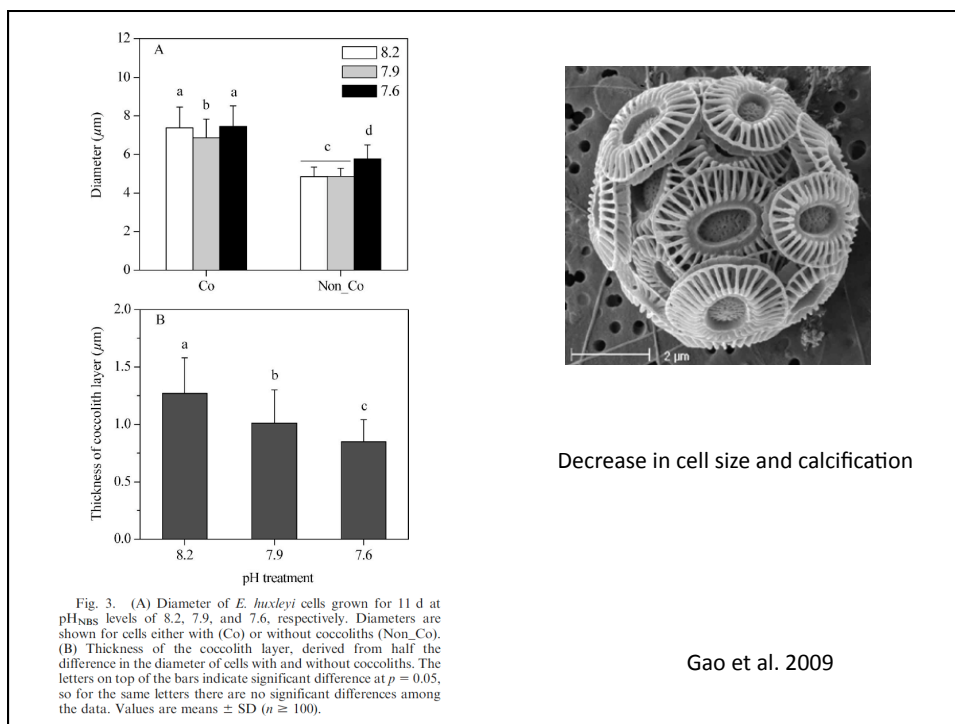 12
A
8.2
7.9
7.6
10
8
a
b
a
d
c
6
4
2
0
Diameter (µm)
Co
Non_Co
2.0
B
a
1.5
b
c
1.0
0.5
0.0
Thickness of coccolith layer (µm)
8.2
7.9
7.6
pH treatment
Fig. 3. (A) Diameter of E. huxleyi cells grown for 11 d at
pHNBS levels of 8.2, 7.9, and 7.6, respectively. Diameters are
shown for cells either with (Co) or without coccoliths (Non_Co).
(B) Thickness of the coccolith layer, derived from half the
difference in the diameter of cells with and without coccoliths. The
letters on top of the bars indicate significant difference at p = 0.05,
so for the same letters there are no significant differences among
the data. Values are means ± SD (n ≥ 100).
2 µm
Decrease in cell size and calcification
Gao et al. 2009